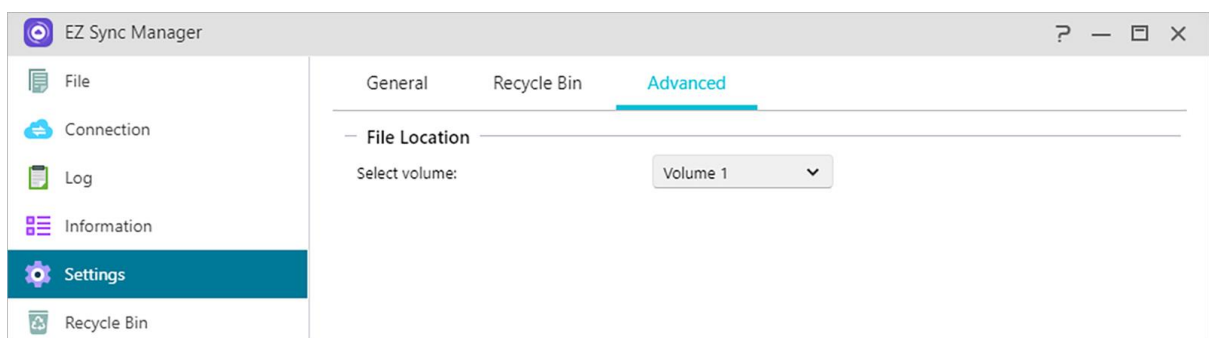 EZ Sync Manager
File
Connection
Log
Information
Settings
Recycle Bin
General Recycle Bin Advanced
File Location
Select volume: Volume 1